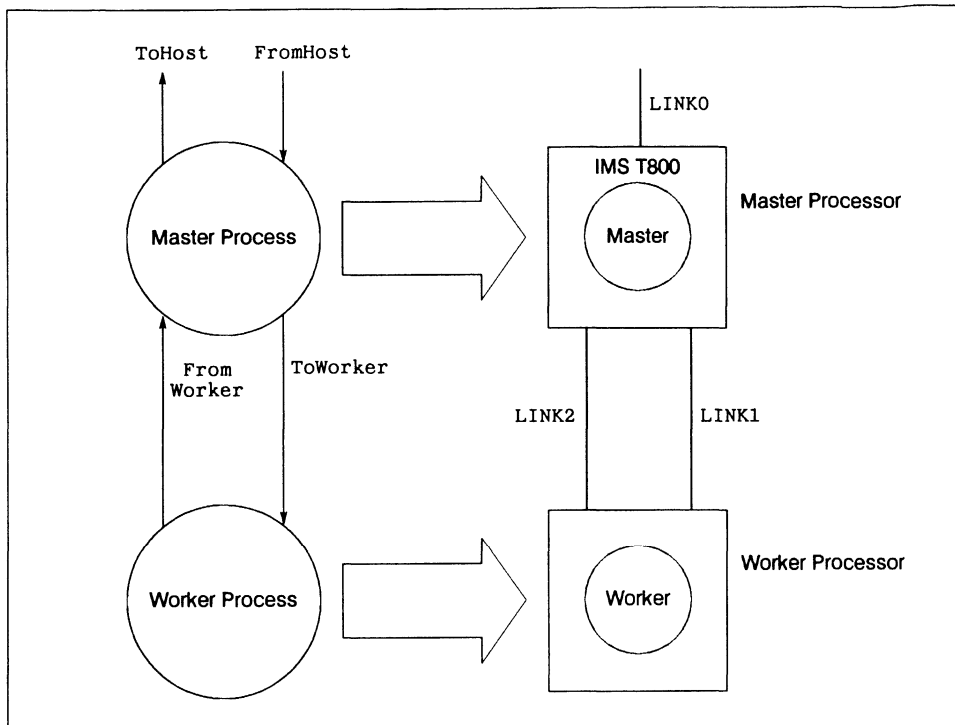 ToHost
FromHost
LINK0
IMS T800
Master Processor
Master Process
Master
From
Worker
ToWorker
LINK2
LINK1
Worker Processor
Worker Process
Worker